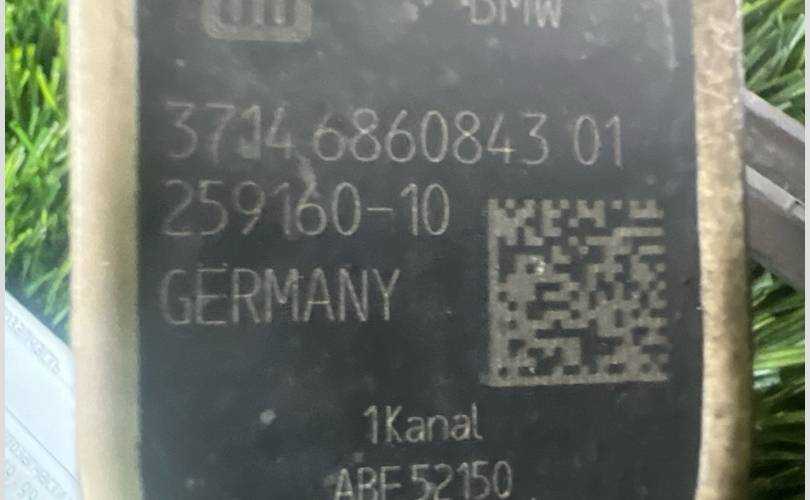 BMW
3714 6860843 01
259160-10
GERMANY
1Kanal
ABE 52150